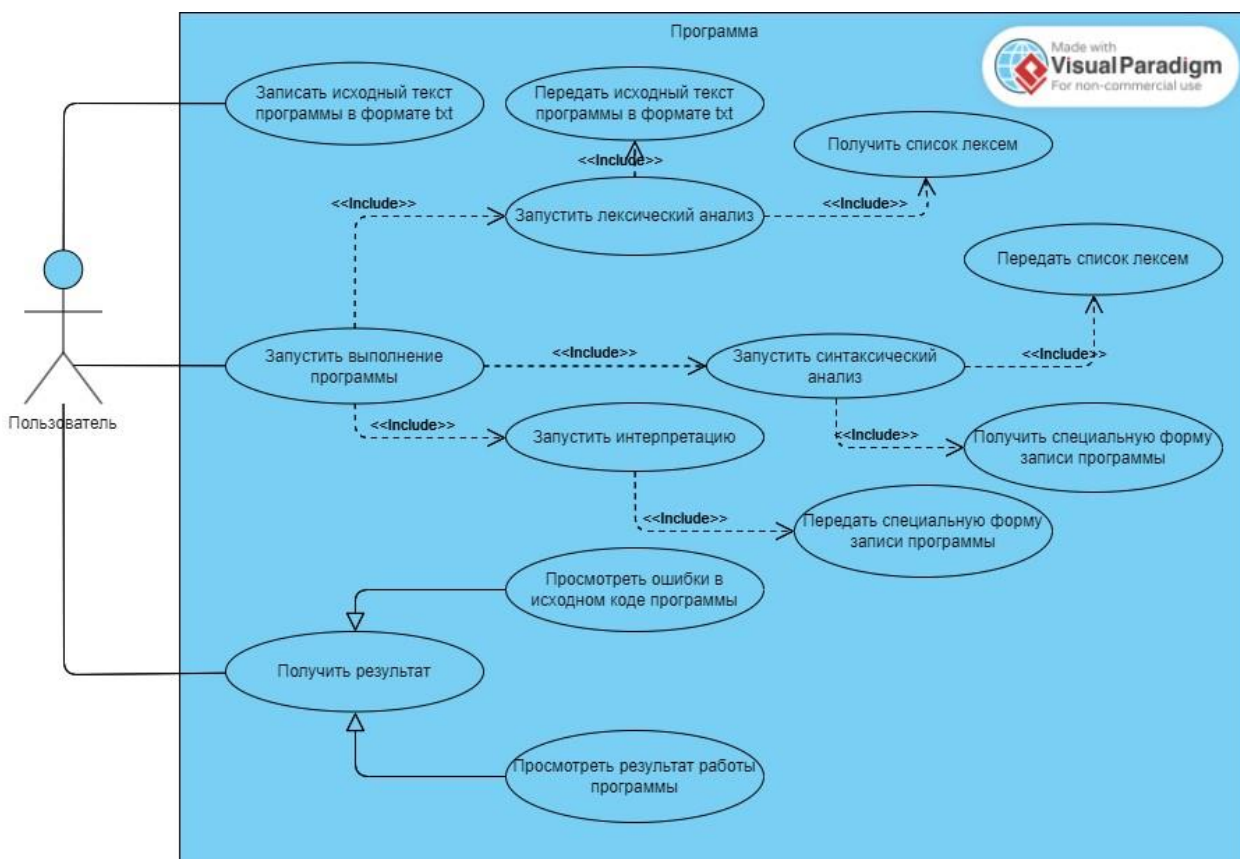 Программа
Made with
Visual Paradigm
For non-commercial use
Записать исходный текст
программы в формате txt
Передать исходный текст
программы в формате txt
<<Include>>
Получить список лексем
<<Include>>
Запустить лексический анализ
<<Include>>
Передать список лексем
Запустить выполнение
программы
<<Include>>
Запустить синтаксический
анализ
<<Include>>
Пользователь
<<Include>>
Запустить интерпретацию
<<Include>>
Получить специальную форму
записи программы
<<Include>>
Передать специальную форму
записи программы
Просмотреть ошибки в
исходном коде программы
Получить результат
Просмотреть результат работы
программы